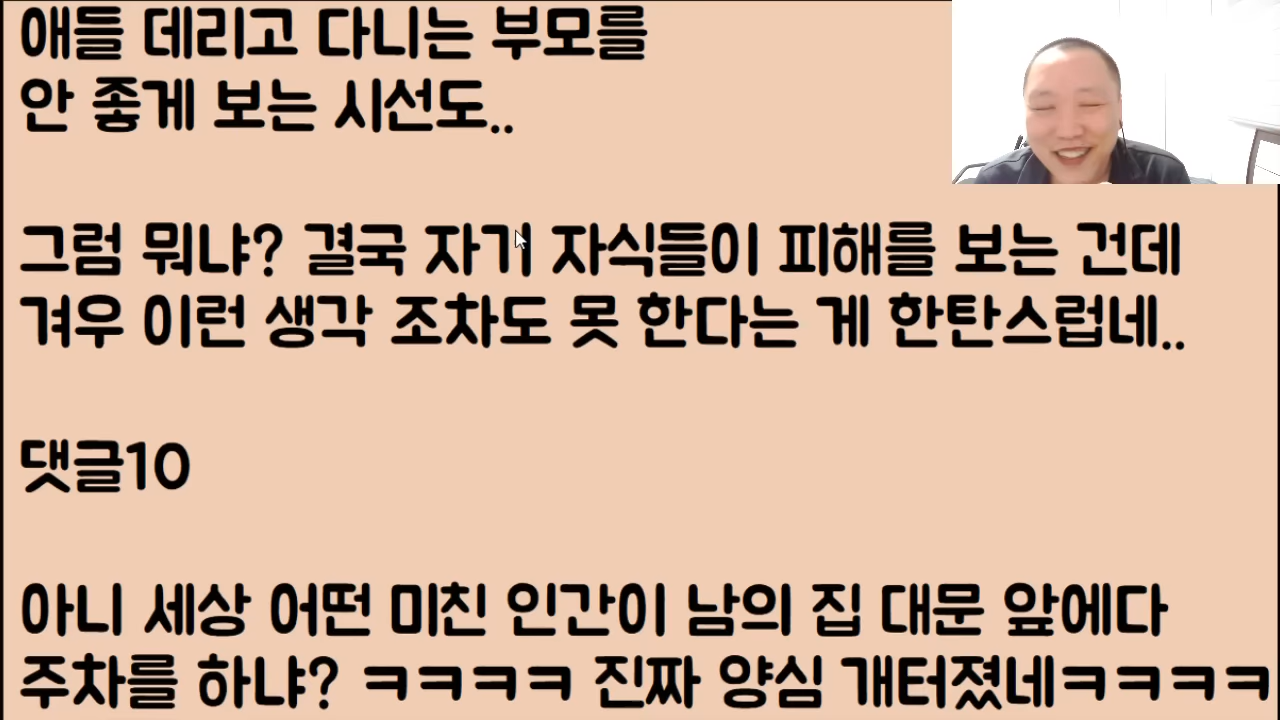 애들 데리고 다니는 부모를
안 좋게 보는 시선도..
그럼 뭐냐? 결국 자기 자식들이 피해를 보는 건데
겨우 이런 생각 조차도 못 한다는 게 한탄스럽네..
댓글10
아니 세상 어떤 미친 인간이 남의 집 대문 앞에다
주차를 하냐? ㅋㅋㅋㅋ 진짜 양심 개터졌네ㅋㅋㅋㅋ